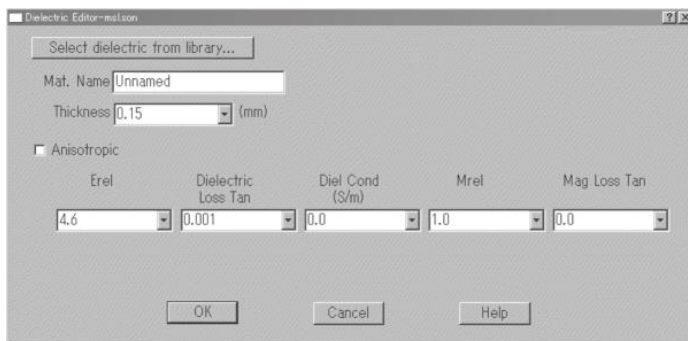 Dielectric Editor-msl.son
Select dielectric from library...
Mat. Name Unnamed
Thickness 0.15 (mm)
Anisotropic
Erel Dielectric Loss Tan Diel Cond (S/m) Mrel Mag Loss Tan
4.6 0.001 0.0 1.0 0.0
OK Cancel Help